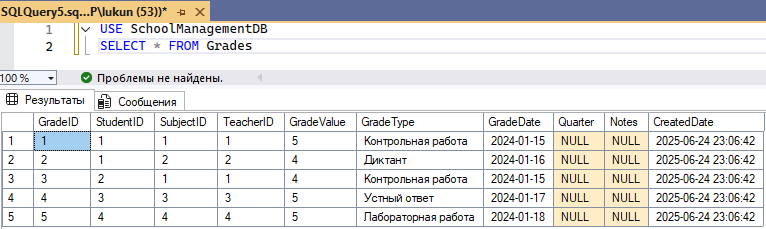 SQLQuery5.sq...P\lukun (53))*
1 USE SchoolManagementDB
2 SELECT * FROM Grades
100 % Проблемы не найдены.
Результаты Сообщения
GradeID StudentID SubjectID TeacherID GradeValue GradeType GradeDate Quarter Notes CreatedDate
1 1 1 1 1 5 Контрольная работа 2024-01-15 NULL NULL 2025-06-24 23:06:42
2 2 1 2 2 4 Диктант 2024-01-16 NULL NULL 2025-06-24 23:06:42
3 3 2 1 1 4 Контрольная работа 2024-01-15 NULL NULL 2025-06-24 23:06:42
4 4 3 3 3 5 Устный ответ 2024-01-17 NULL NULL 2025-06-24 23:06:42
5 5 4 4 4 5 Лабораторная работа 2024-01-18 NULL NULL 2025-06-24 23:06:42